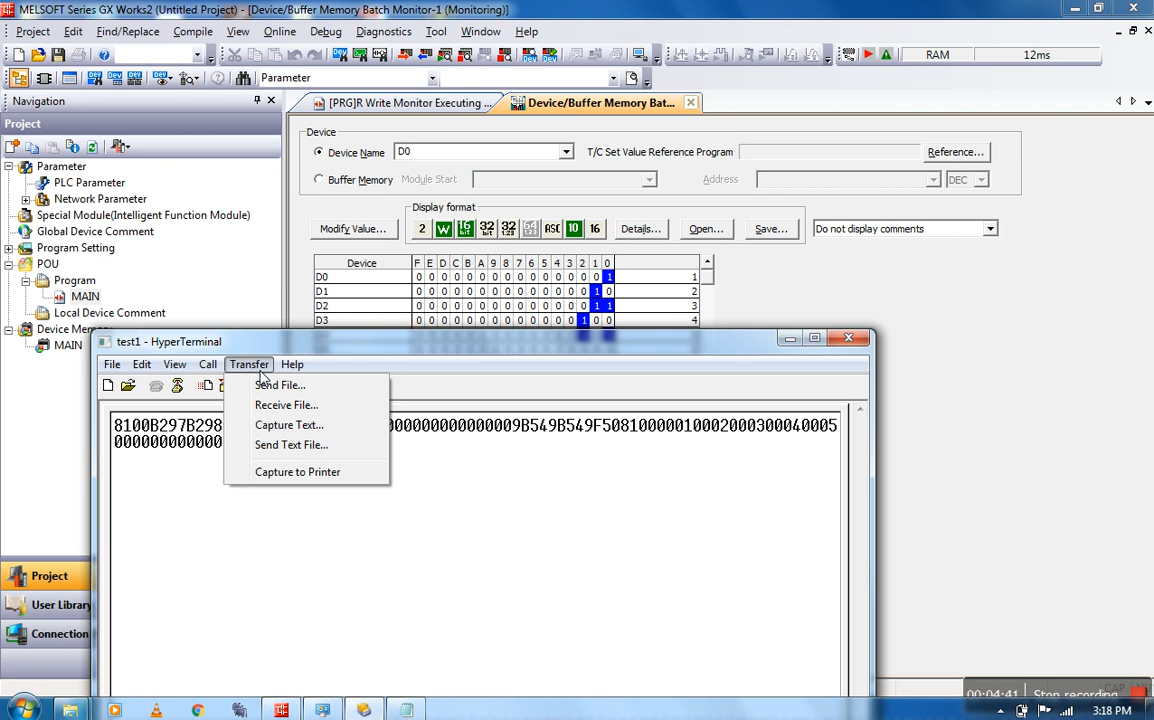 MELSOFT Series GX Works2 (Untitled Project) - [Device/Buffer Memory Batch Monitor-1 (Monitoring)]
Project Edit Find/Replace Compile View Online Debug Diagnostics Tool Window Help
RAM 12ms
Parameter
Navigation
[PRG]R Write Monitor Executing ... Device/Buffer Memory Bat...
Project
Device
Device Name D0 T/C Set Value Reference Program Reference...
Buffer Memory Module Start Address DEC
Display format
Modify Value... 2 W 16 bit 32 bit 32 1.23 64 1.23 ASC 10 16 Details... Open... Save... Do not display comments
Device F E D C B A 9 8 7 6 5 4 3 2 1 0
D0 0 0 0 0 0 0 0 0 0 0 0 0 0 0 0 1 1
D1 0 0 0 0 0 0 0 0 0 0 0 0 0 0 1 0 2
D2 0 0 0 0 0 0 0 0 0 0 0 0 0 0 1 1 3
D3 0 0 0 0 0 0 0 0 0 0 0 0 0 1 0 0 4
Parameter
PLC Parameter
Network Parameter
Special Module(Intelligent Function Module)
Global Device Comment
Program Setting
POU
Program
MAIN
Local Device Comment
Device Mem
MAIN
Project
User Library
Connection
test1 - HyperTerminal
File Edit View Call Transfer Help
Send File...
Receive File...
Capture Text...
Send Text File...
Capture to Printer
8100B297B298
0000000000009B549B549F50810000010002000300040005
000000000000
00:04:41 Stop recording
3:18 PM